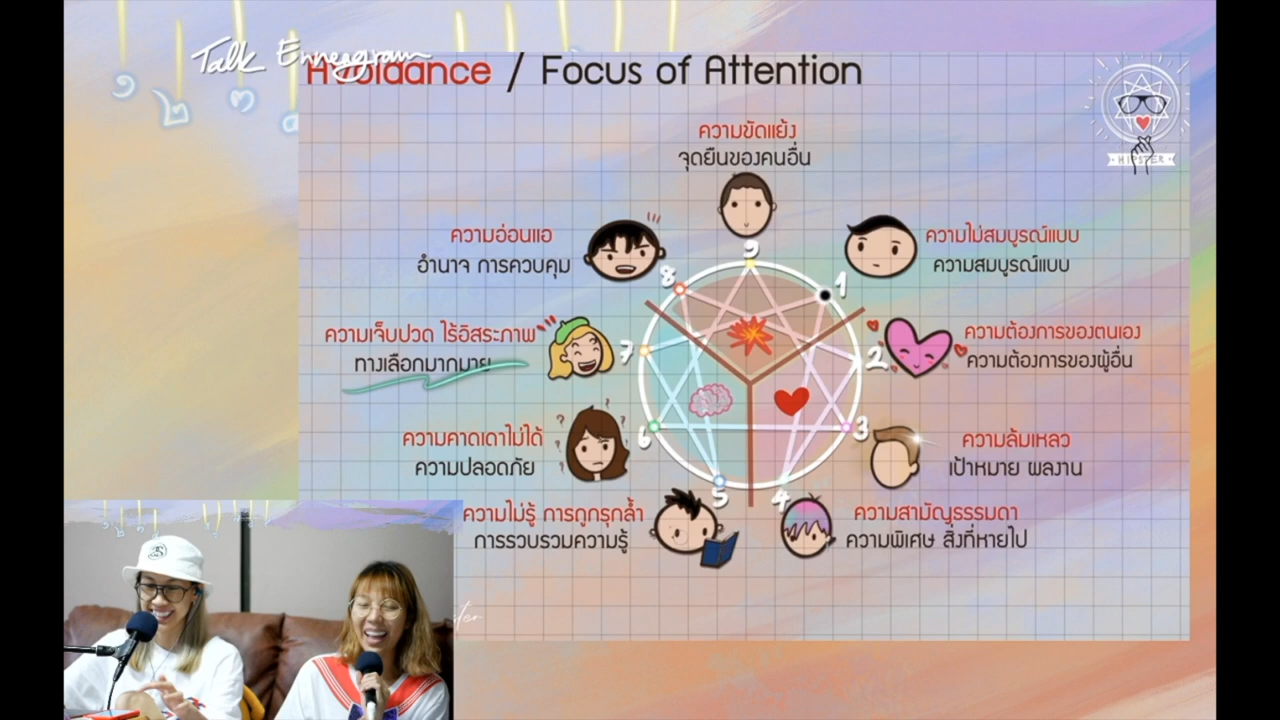 Talk Enneagram
Avoidance / Focus of Attention
๑ ๒ ๓
HIPSTER
ความขัดแย้ง
จุดยืนของคนอื่น
ความอ่อนแอ
อำนาจ การควบคุม
ความไม่สมบูรณ์แบบ
ความสมบูรณ์แบบ
9
8
1
ความเจ็บปวด ไร้อิสระภาพ
ทางเลือกมากมาย
7
2
ความต้องการของตนเอง
ความต้องการของผู้อื่น
ความคาดเดาไม่ได้
ความปลอดภัย
6
3
ความล้มเหลว
เป้าหมาย ผลงาน
5
4
ความไม่รู้ การถูกรุกล้ำ
การรวบรวมความรู้
ความสามัญธรรมดา
ความพิเศษ สิ่งที่หายไป